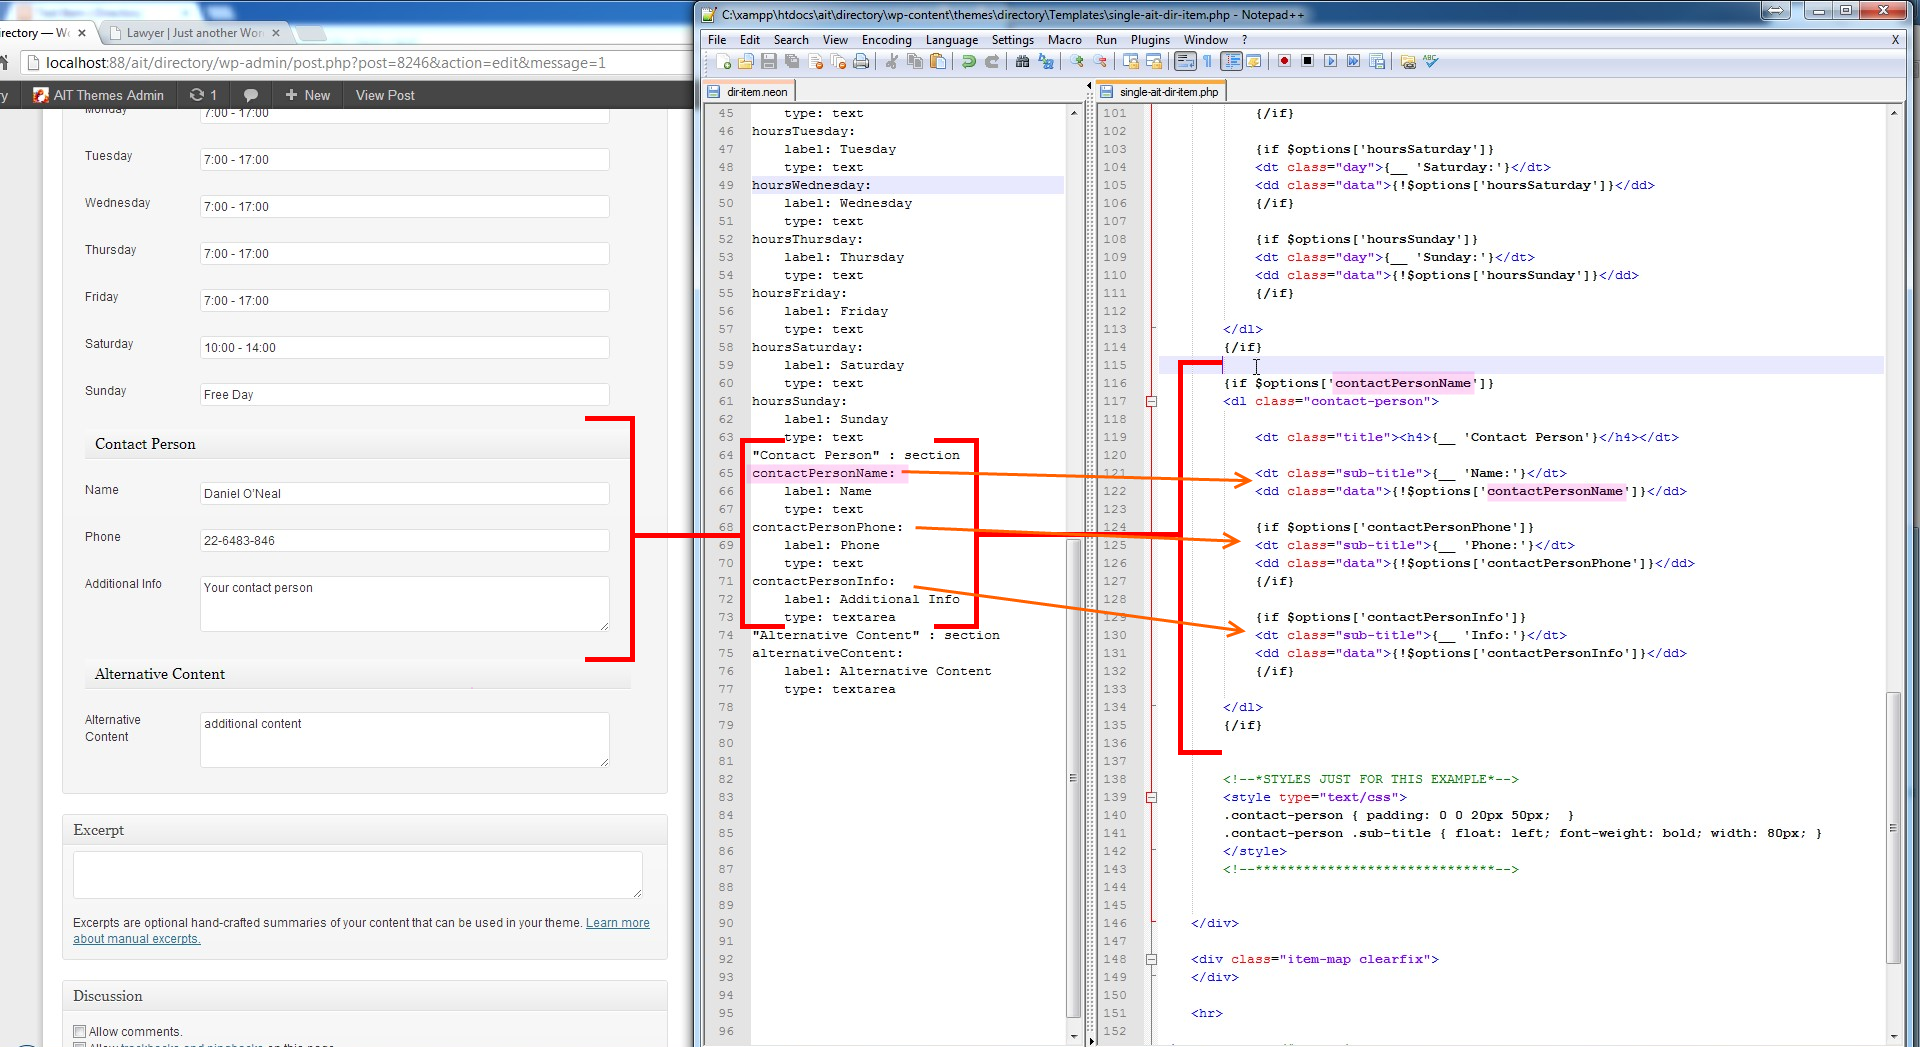 C:\xampp\htdocs\ait\directory\wp-content\themes\directory\Templates\single-ait-dir-item.php - Notepad++
irectory — W
Lawyer | Just another Wor
localhost:88/ait/directory/wp-admin/post.php?post=8246&action=edit&message=1
ry
AIT Themes Admin
1
New
View Post
Monday
7:00 - 17:00
Tuesday
7:00 - 17:00
Wednesday
7:00 - 17:00
Thursday
7:00 - 17:00
Friday
7:00 - 17:00
Saturday
10:00 - 14:00
Sunday
Free Day
Contact Person
Name
Daniel O'Neal
Phone
22-6483-846
Additional Info
Your contact person
Alternative Content
Alternative
Content
additional content
Excerpt
Excerpts are optional hand-crafted summaries of your content that can be used in your theme. Learn more
about manual excerpts.
Discussion
Allow comments.
Allow trackbacks and pingbacks on this page.
File Edit Search View Encoding Language Settings Macro Run Plugins Window ? X
dir-item.neon
45 type: text
46 hoursTuesday:
47 label: Tuesday
48 type: text
49 hoursWednesday:
50 label: Wednesday
51 type: text
52 hoursThursday:
53 label: Thursday
54 type: text
55 hoursFriday:
56 label: Friday
57 type: text
58 hoursSaturday:
59 label: Saturday
60 type: text
61 hoursSunday:
62 label: Sunday
63 type: text
64 "Contact Person" : section
65 contactPersonName:
66 label: Name
67 type: text
68 contactPersonPhone:
69 label: Phone
70 type: text
71 contactPersonInfo:
72 label: Additional Info
73 type: textarea
74 "Alternative Content" : section
75 alternativeContent:
76 label: Alternative Content
77 type: textarea
78
79
80
81
82
83
84
85
86
87
88
89
90
91
92
93
94
95
96
single-ait-dir-item.php
101 {/if}
102
103 {if $options['hoursSaturday']}
104 <dt class="day">{__ 'Saturday:'}</dt>
105 <dd class="data">{!$options['hoursSaturday']}</dd>
106 {/if}
107
108 {if $options['hoursSunday']}
109 <dt class="day">{__ 'Sunday:'}</dt>
110 <dd class="data">{!$options['hoursSunday']}</dd>
111 {/if}
112
113 </dl>
114 {/if}
115
116 {if $options['contactPersonName']}
117 <dl class="contact-person">
118
119 <dt class="title"><h4>{__ 'Contact Person'}</h4></dt>
120
121 <dt class="sub-title">{__ 'Name:'}</dt>
122 <dd class="data">{!$options['contactPersonName']}</dd>
123
124 {if $options['contactPersonPhone']}
125 <dt class="sub-title">{__ 'Phone:'}</dt>
126 <dd class="data">{!$options['contactPersonPhone']}</dd>
127 {/if}
128
129 {if $options['contactPersonInfo']}
130 <dt class="sub-title">{__ 'Info:'}</dt>
131 <dd class="data">{!$options['contactPersonInfo']}</dd>
132 {/if}
133
134 </dl>
135 {/if}
136
137
138 <!--*STYLES JUST FOR THIS EXAMPLE*-->
139 <style type="text/css">
140 .contact-person { padding: 0 0 20px 50px; }
141 .contact-person .sub-title { float: left; font-weight: bold; width: 80px; }
142 </style>
143 <!--******************************-->
144
145
146 </div>
147
148 <div class="item-map clearfix">
149 </div>
150
151 <hr>
152